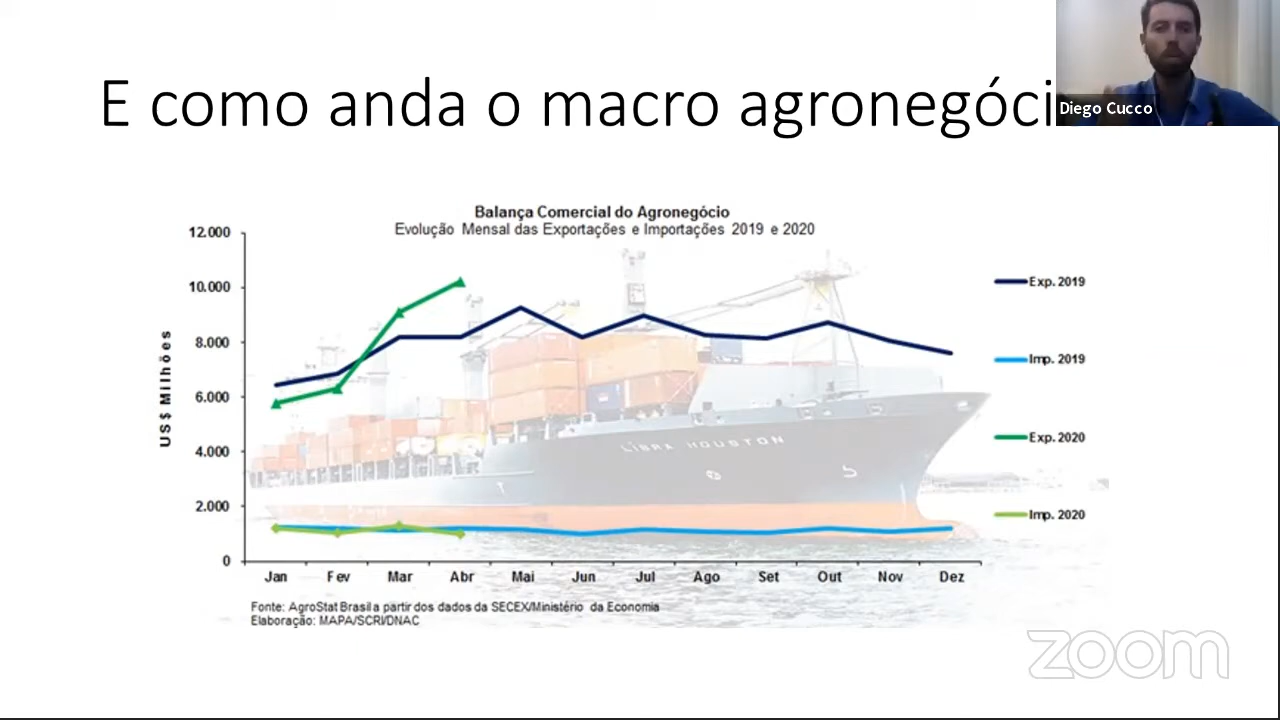 E como anda o macro agronegóci
Diego Cucco
Balança Comercial do Agronegócio
Evolução Mensal das Exportações e Importações 2019 e 2020
US$ Milhões
12.000
10.000
8.000
6.000
4.000
2.000
0
Jan Fev Mar Abr Mai Jun Jul Ago Set Out Nov Dez
Exp. 2019
Imp. 2019
Exp. 2020
Imp. 2020
LIBRA HOUSTON
Fonte: AgroStat Brasil a partir dos dados da SECEX/Ministério da Economia
Elaboração: MAPA/SCRI/DNAC
zoom